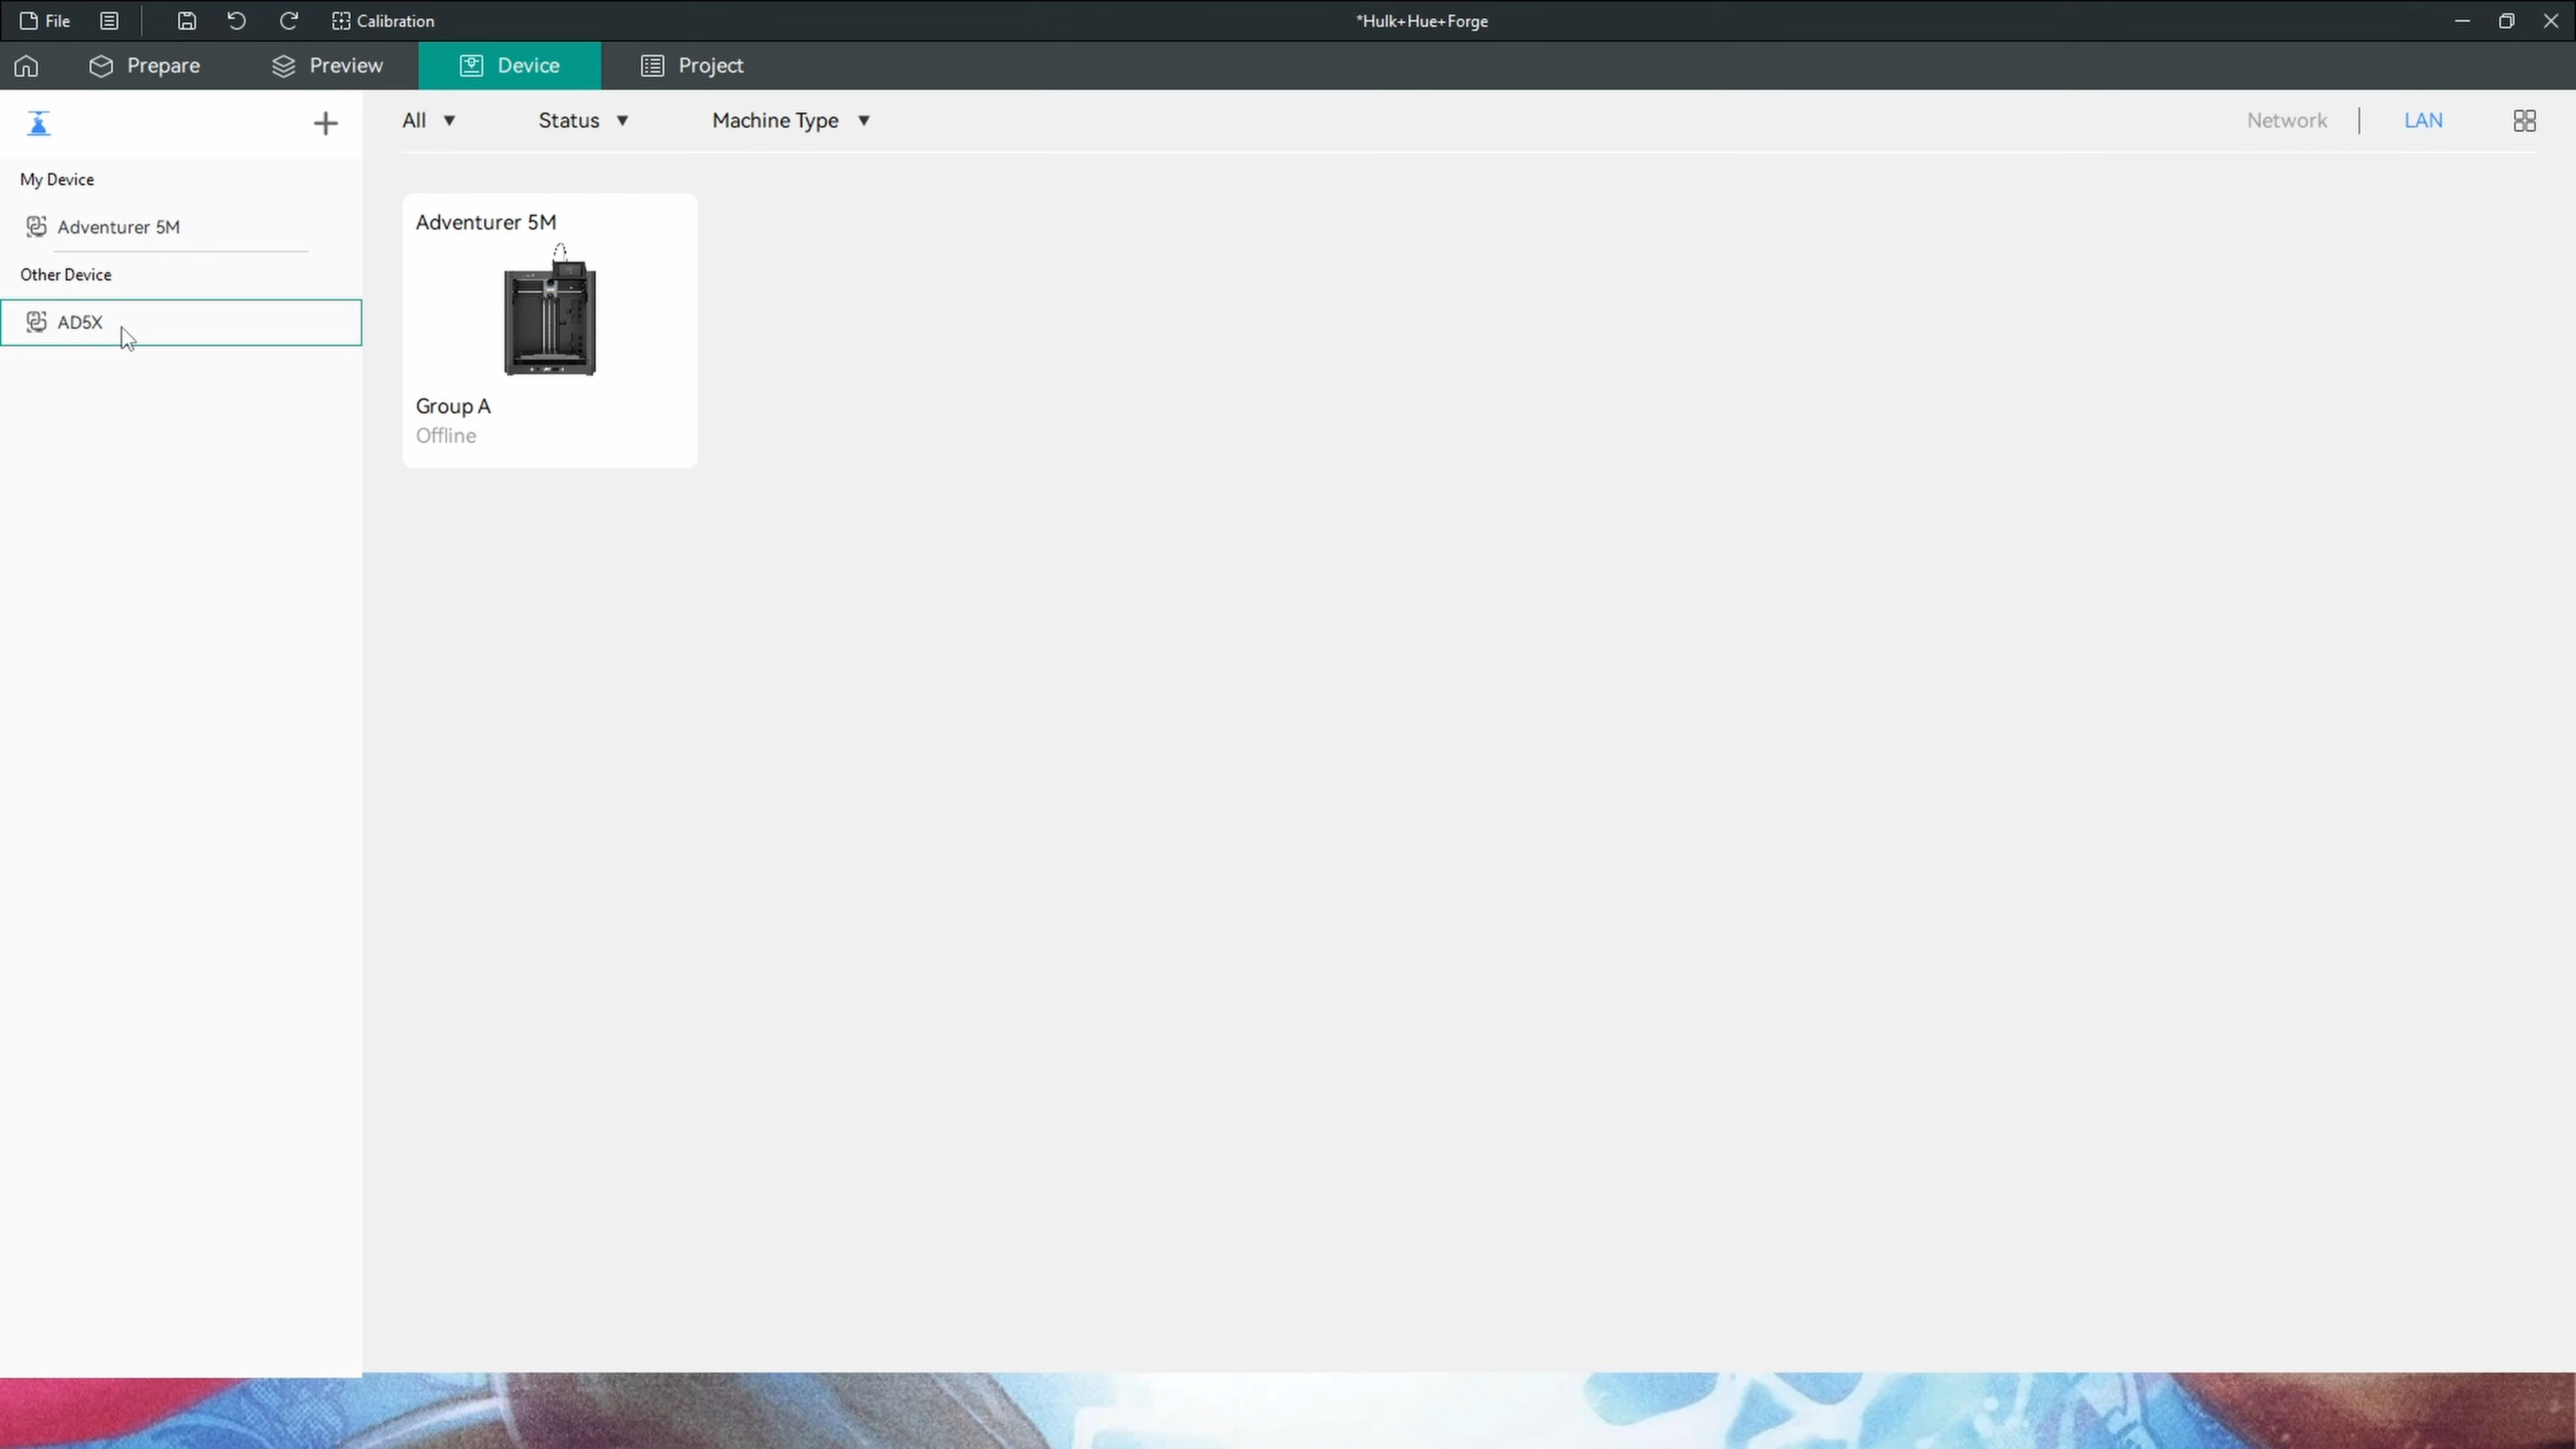 File
Calibration
*Hulk+Hue+Forge
Prepare
Preview
Device
Project
All
Status
Machine Type
Network
LAN
My Device
Adventurer 5M
Other Device
AD5X
Adventurer 5M
Group A
Offline